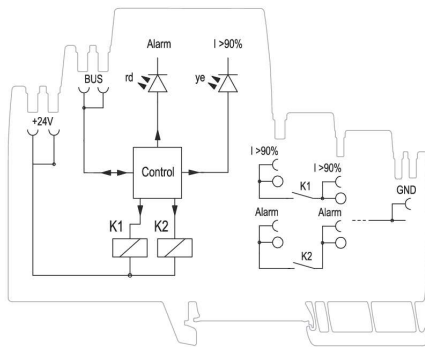 Alarm
I >90%
rd
ye
BUS
+24V
Control
K1
K2
I >90%
I >90%
K1
GND
Alarm
Alarm
K2